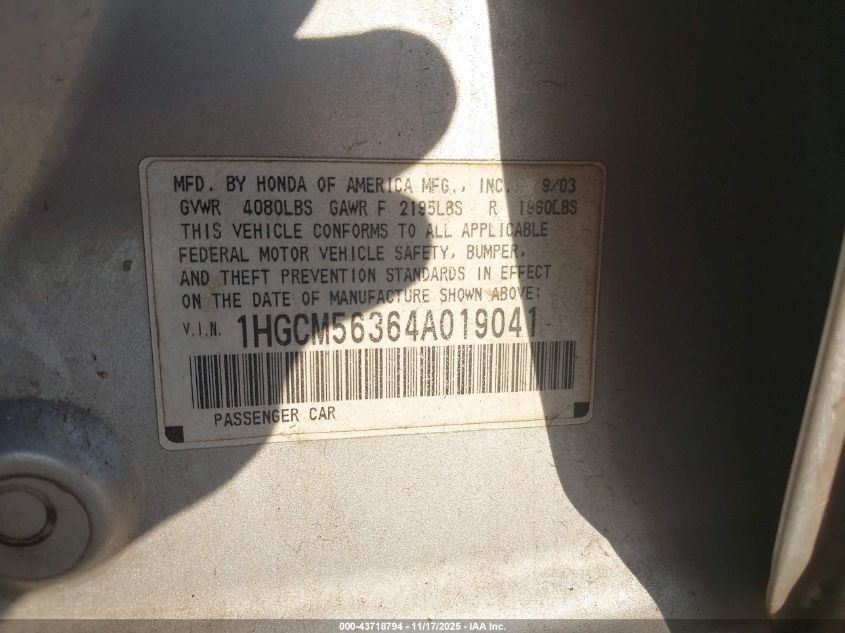 MFD. BY HONDA OF AMERICA MFG., INC. 9/03
GVWR 4080LBS GAWR F 2195LBS R 1960LBS
THIS VEHICLE CONFORMS TO ALL APPLICABLE
FEDERAL MOTOR VEHICLE SAFETY, BUMPER,
AND THEFT PREVENTION STANDARDS IN EFFECT
ON THE DATE OF MANUFACTURE SHOWN ABOVE:
V.I.N. 1HGCM56364A019041
PASSENGER CAR
000-43718794 - 11/17/2025 - IAA Inc.